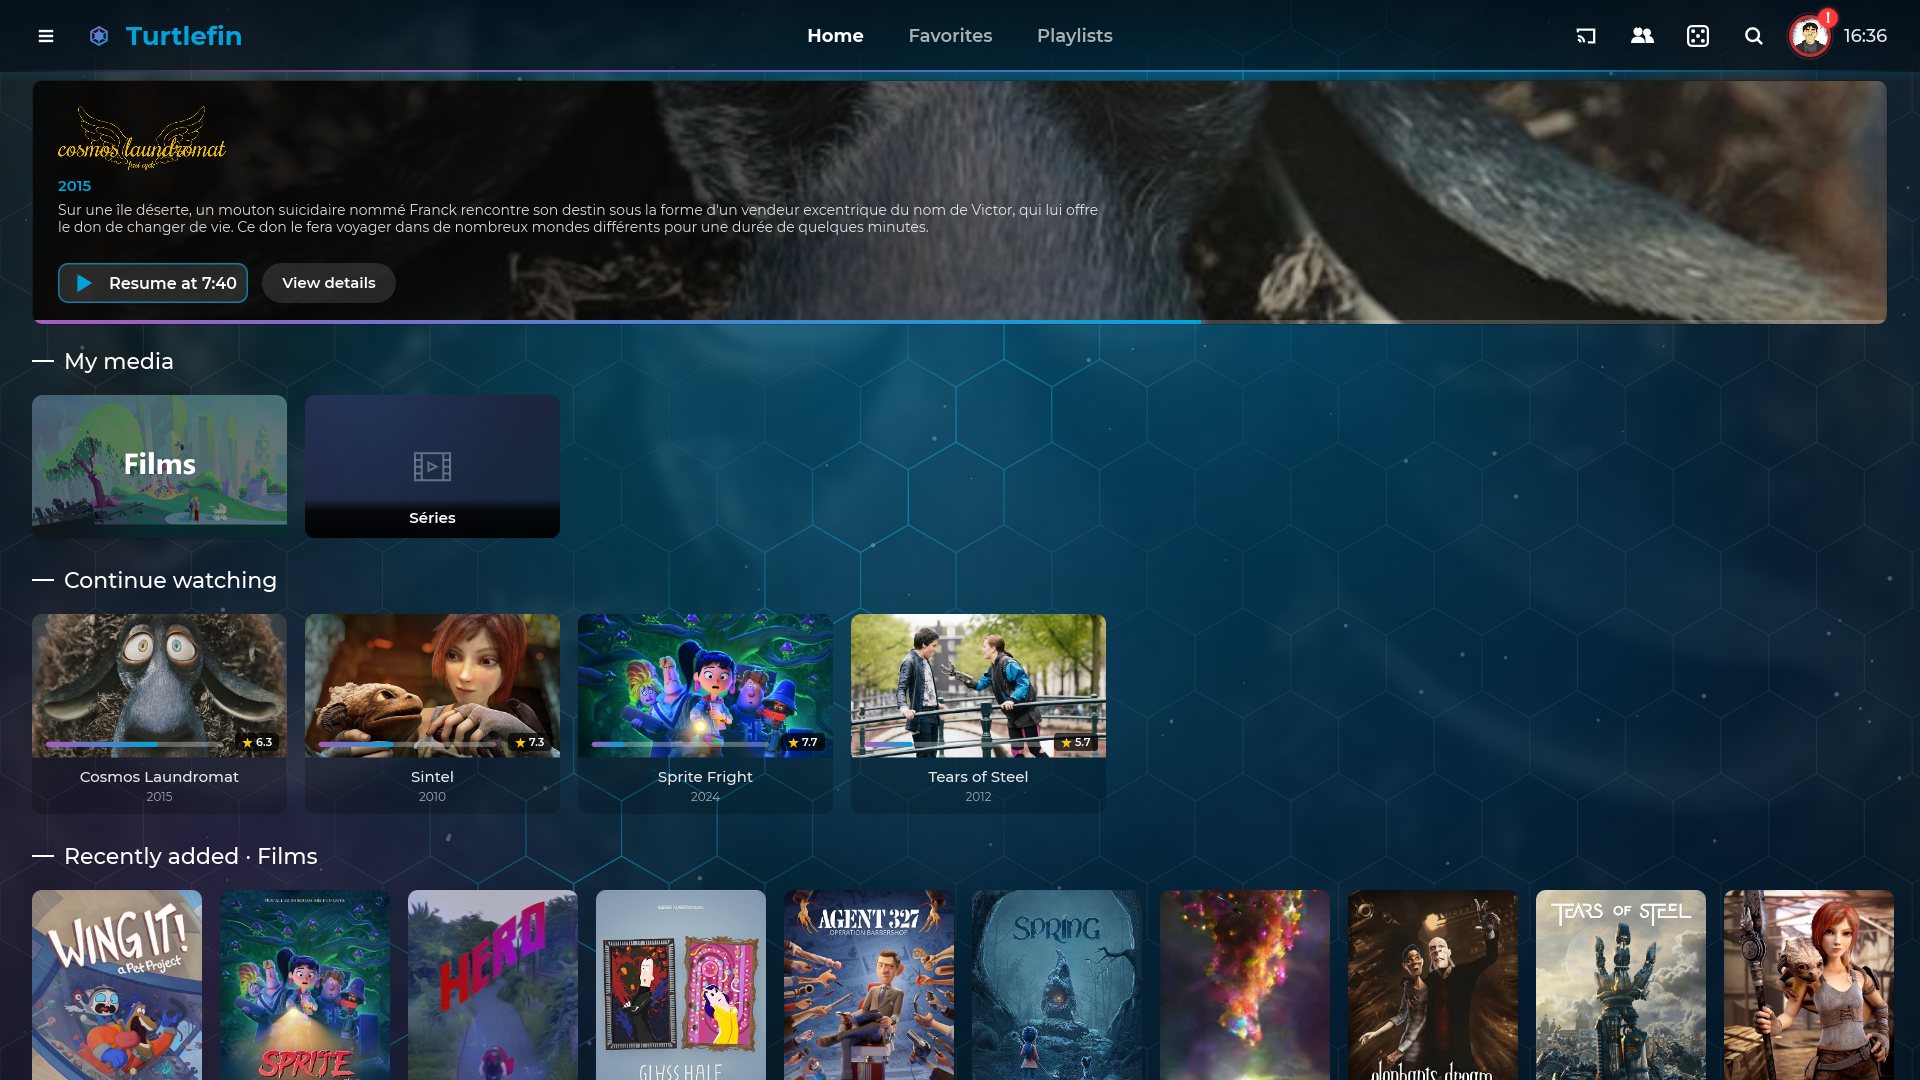 Turtlefin
Home
Favorites
Playlists
16:36
cosmos laundromat
2015
Sur une île déserte, un mouton suicidaire nommé Franck rencontre son destin sous la forme d'un vendeur excentrique du nom de Victor, qui lui offre
le don de changer de vie. Ce don le fera voyager dans de nombreux mondes différents pour une durée de quelques minutes.
Resume at 7:40
View details
My media
Films
Séries
Continue watching
6.3
7.3
7.7
5.7
Cosmos Laundromat
2015
Sintel
2010
Sprite Fright
2024
Tears of Steel
2012
Recently added · Films
WING IT!
a Pet Project
SPRITE
HERO
GLASS HALF
AGENT 327
OPERATION BARBERSHOP
SPRING
elephants dream
TEARS OF STEEL